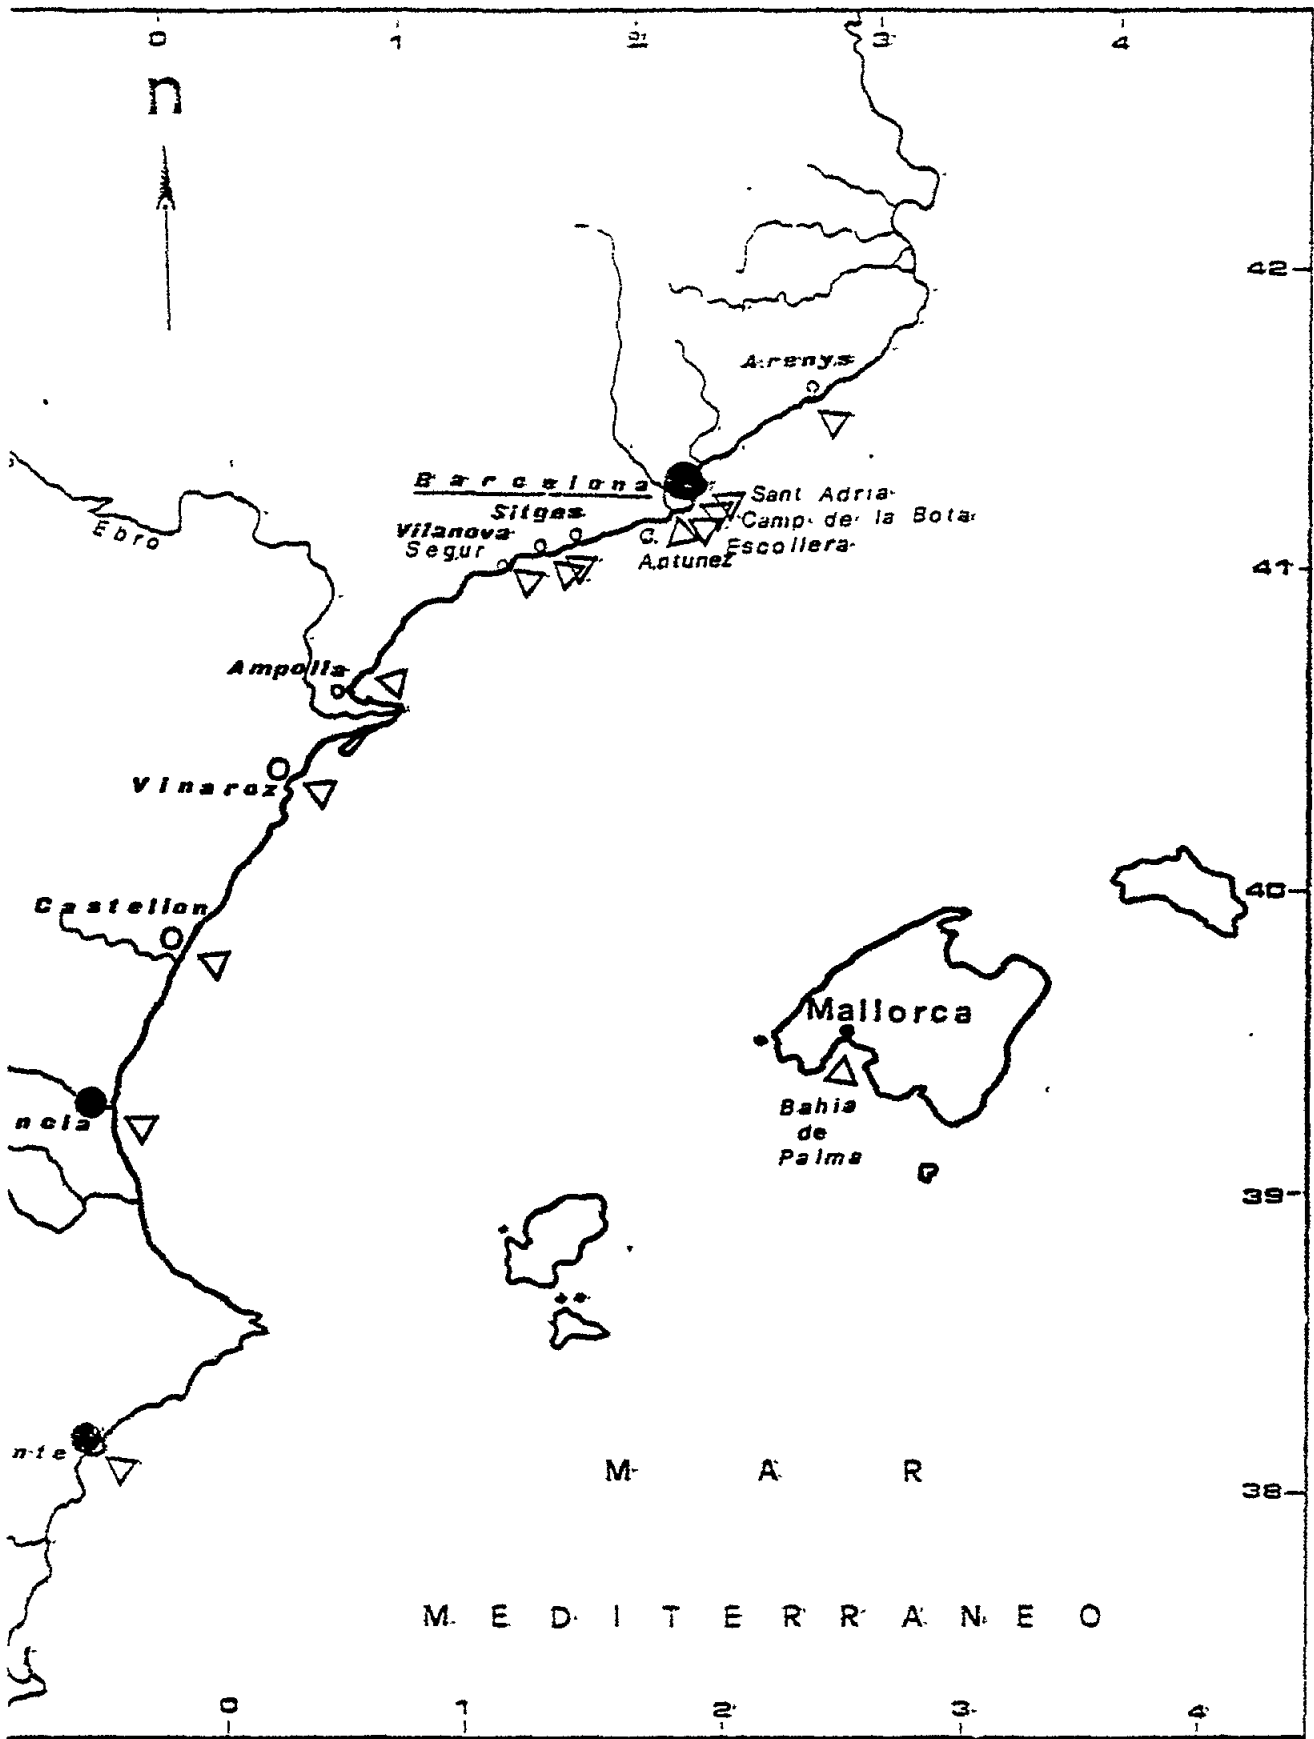 0 1 2 3 4
n
42
Arenys
Barcelona
Sant Adria
Sitges
Camp de la Bota
Vilanova
C.
Escollera
Segur
Antunez
Ebro
41
Ampolla
Vinaroz
40
Castellon
Mallorca
ncia
Bahia
de
Palma
39
nte
M A R
38
M E D I T E R R A N E O
0 1 2 3 4